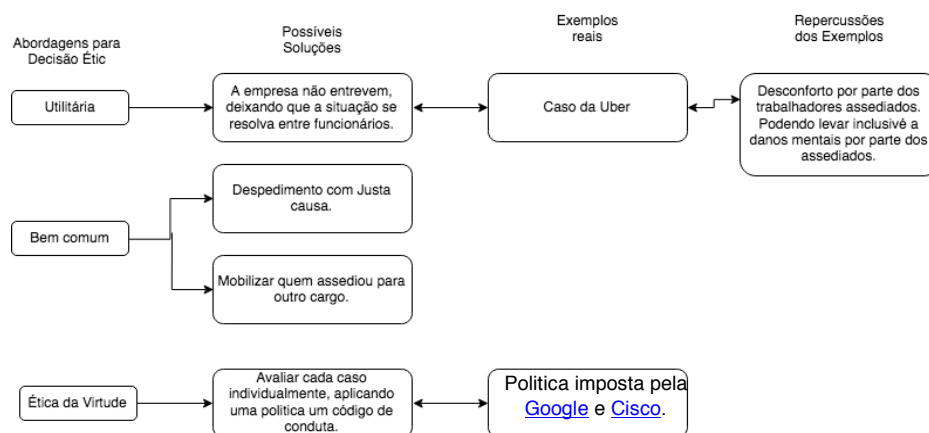 Abordagens para
Decisão Étic
Possíveis
Soluções
Exemplos
reais
Repercussões
dos Exemplos
Utilitária
A empresa não entrevem,
deixando que a situação se
resolva entre funcionários.
Caso da Uber
Desconforto por parte dos
trabalhadores assediados.
Podendo levar inclusivé a
danos mentais por parte dos
assediados.
Bem comum
Despedimento com Justa
causa.
Mobilizar quem assediou para
outro cargo.
Ética da Virtude
Avaliar cada caso
individualmente, aplicando
uma politica um código de
conduta.
Politica imposta pela
Google e Cisco.